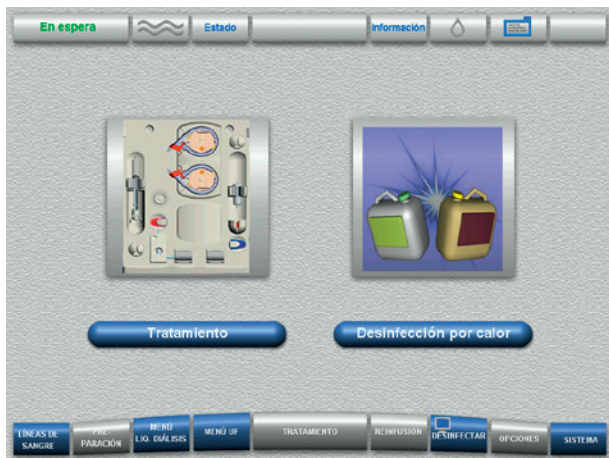 En espera
Estado
Información
Tratamiento
Desinfección por calor
LÍNEAS DE
SANGRE
PRE-
PARACIÓN
MENÚ
LIQ. DIÁLISIS
MENÚ UF
TRATAMIENTO
REINFUSIÓN
DESINFECTAR
OPCIONES
SISTEMA